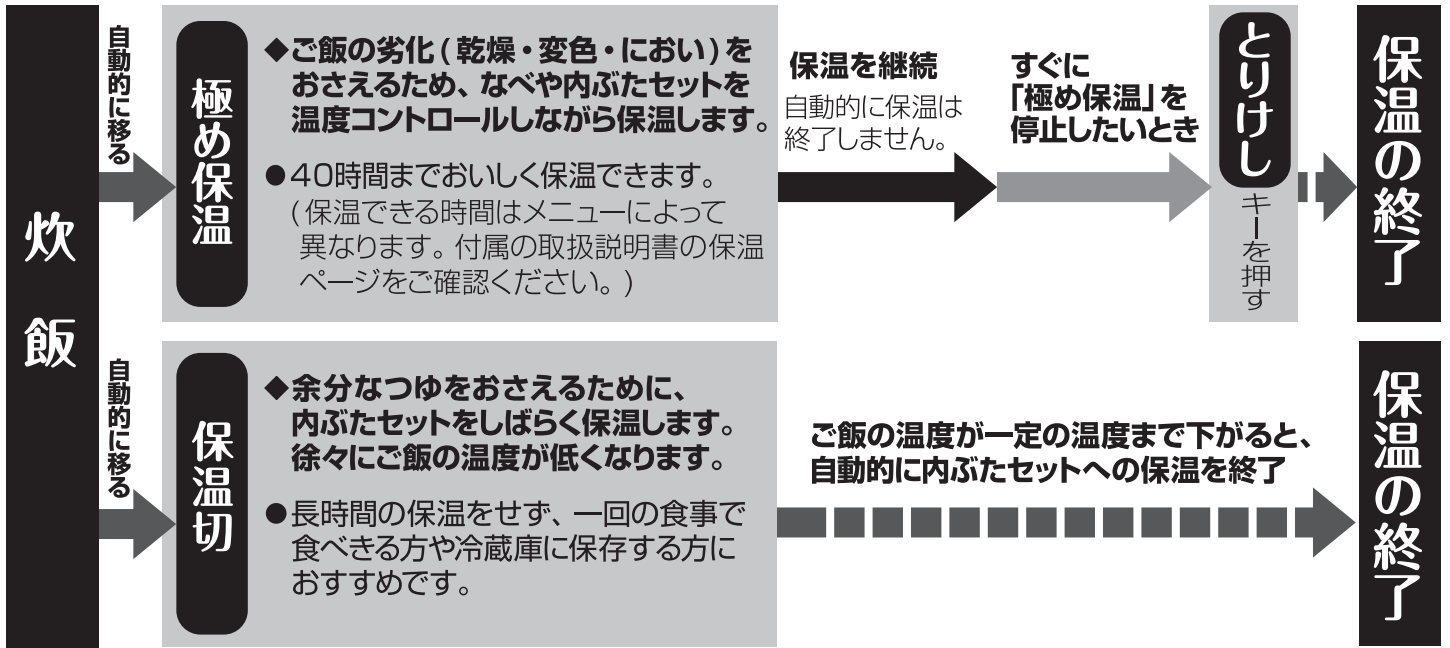 炊飯
自動的に移る
極め保温
◆ご飯の劣化(乾燥・変色・におい)を
おさえるため、なべや内ぶたセットを
温度コントロールしながら保温します。
●40時間までおいしく保温できます。
(保温できる時間はメニューによって
異なります。付属の取扱説明書の保温
ページをご確認ください。)
保温を継続
自動的に保温は
終了しません。
すぐに
「極め保温」を
停止したいとき
とりけし
キーを押す
保温の終了
自動的に移る
保温切
◆余分なつゆをおさえるために、
内ぶたセットをしばらく保温します。
徐々にご飯の温度が低くなります。
●長時間の保温をせず、一回の食事で
食べきる方や冷蔵庫に保存する方に
おすすめです。
ご飯の温度が一定の温度まで下がると、
自動的に内ぶたセットへの保温を終了
保温の終了